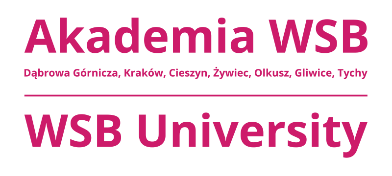 Akademia WSB
Dąbrowa Górnicza, Kraków, Cieszyn, Żywiec, Olkusz, Gliwice, Tychy
WSB University